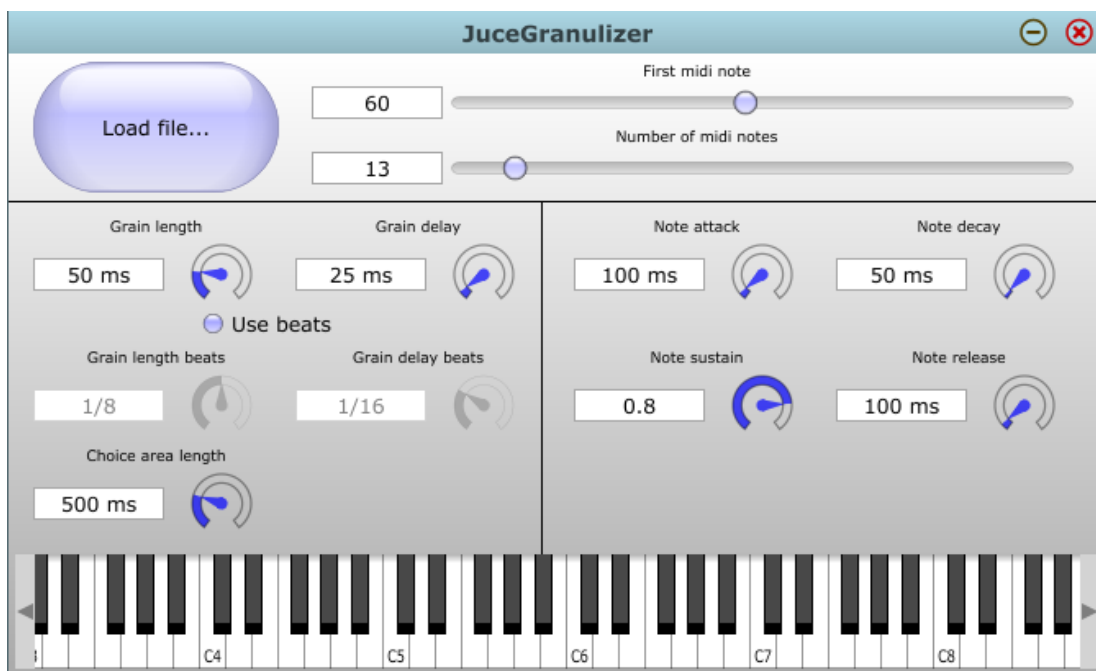 JuceGranulizer
Load file...
First midi note
60
Number of midi notes
13
Grain length
Grain delay
50 ms
25 ms
Use beats
Grain length beats
Grain delay beats
1/8
1/16
Choice area length
500 ms
Note attack
Note decay
100 ms
50 ms
Note sustain
Note release
0.8
100 ms
C4 C5 C6 C7 C8